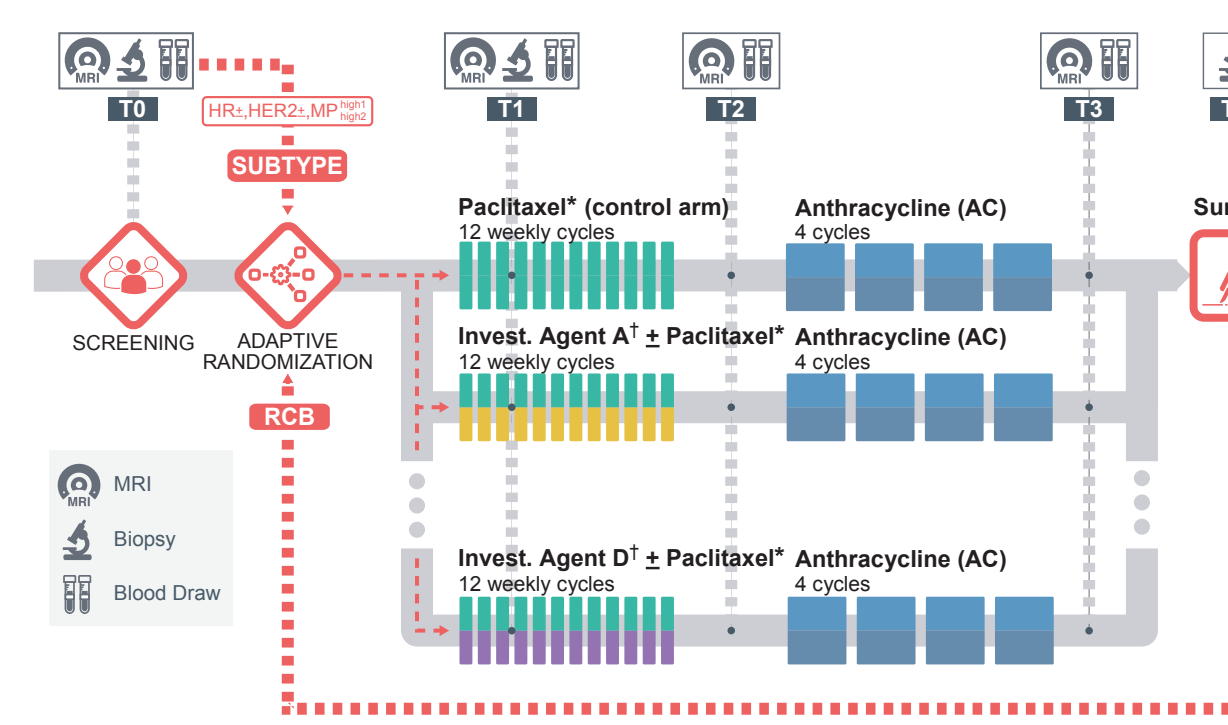 MRI
MRI
MRI
MRI
T0
T1
T2
T3
HR±,HER2±,MP high1 high2
SUBTYPE
Paclitaxel* (control arm)
12 weekly cycles
Anthracycline (AC)
4 cycles
SCREENING
ADAPTIVE
RANDOMIZATION
Invest. Agent A† ± Paclitaxel*
12 weekly cycles
Anthracycline (AC)
4 cycles
RCB
MRI
MRI
Biopsy
Blood Draw
Invest. Agent D† ± Paclitaxel*
12 weekly cycles
Anthracycline (AC)
4 cycles